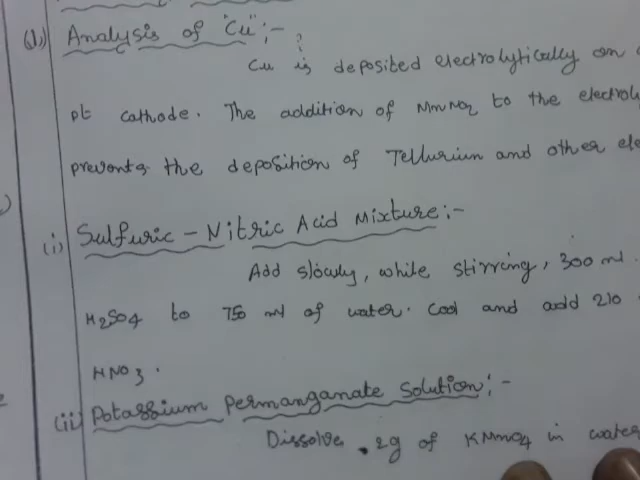 (b) Analysis of "Cu" :-
Cu is deposited electrolytically on a
pt cathode. The addition of MmNO2 to the electrol
prevents the deposition of Tellurium and other ele
(i) Sulfuric - Nitric Acid Mixture :-
Add slowly, while stirring, 300 ml.
H2SO4 to 750 ml of water. Cool and add 210
HNO3.
(ii) Potassium Permanganate Solution :-
Dissolve .2g of KMnO4 in water